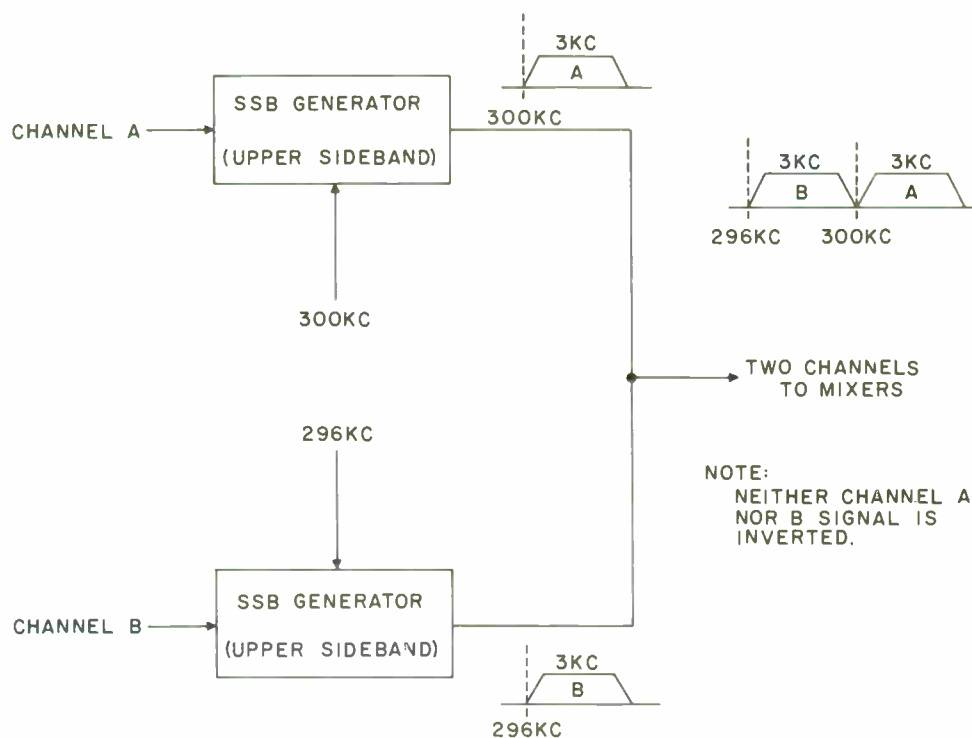 3KC
A
300KC
CHANNEL A
SSB GENERATOR
(UPPER SIDEBAND)
300KC
3KC
3KC
B
A
296KC
300KC
TWO CHANNELS
TO MIXERS
296KC
NOTE:
NEITHER CHANNEL A
NOR B SIGNAL IS
INVERTED.
CHANNEL B
SSB GENERATOR
(UPPER SIDEBAND)
3KC
B
296KC